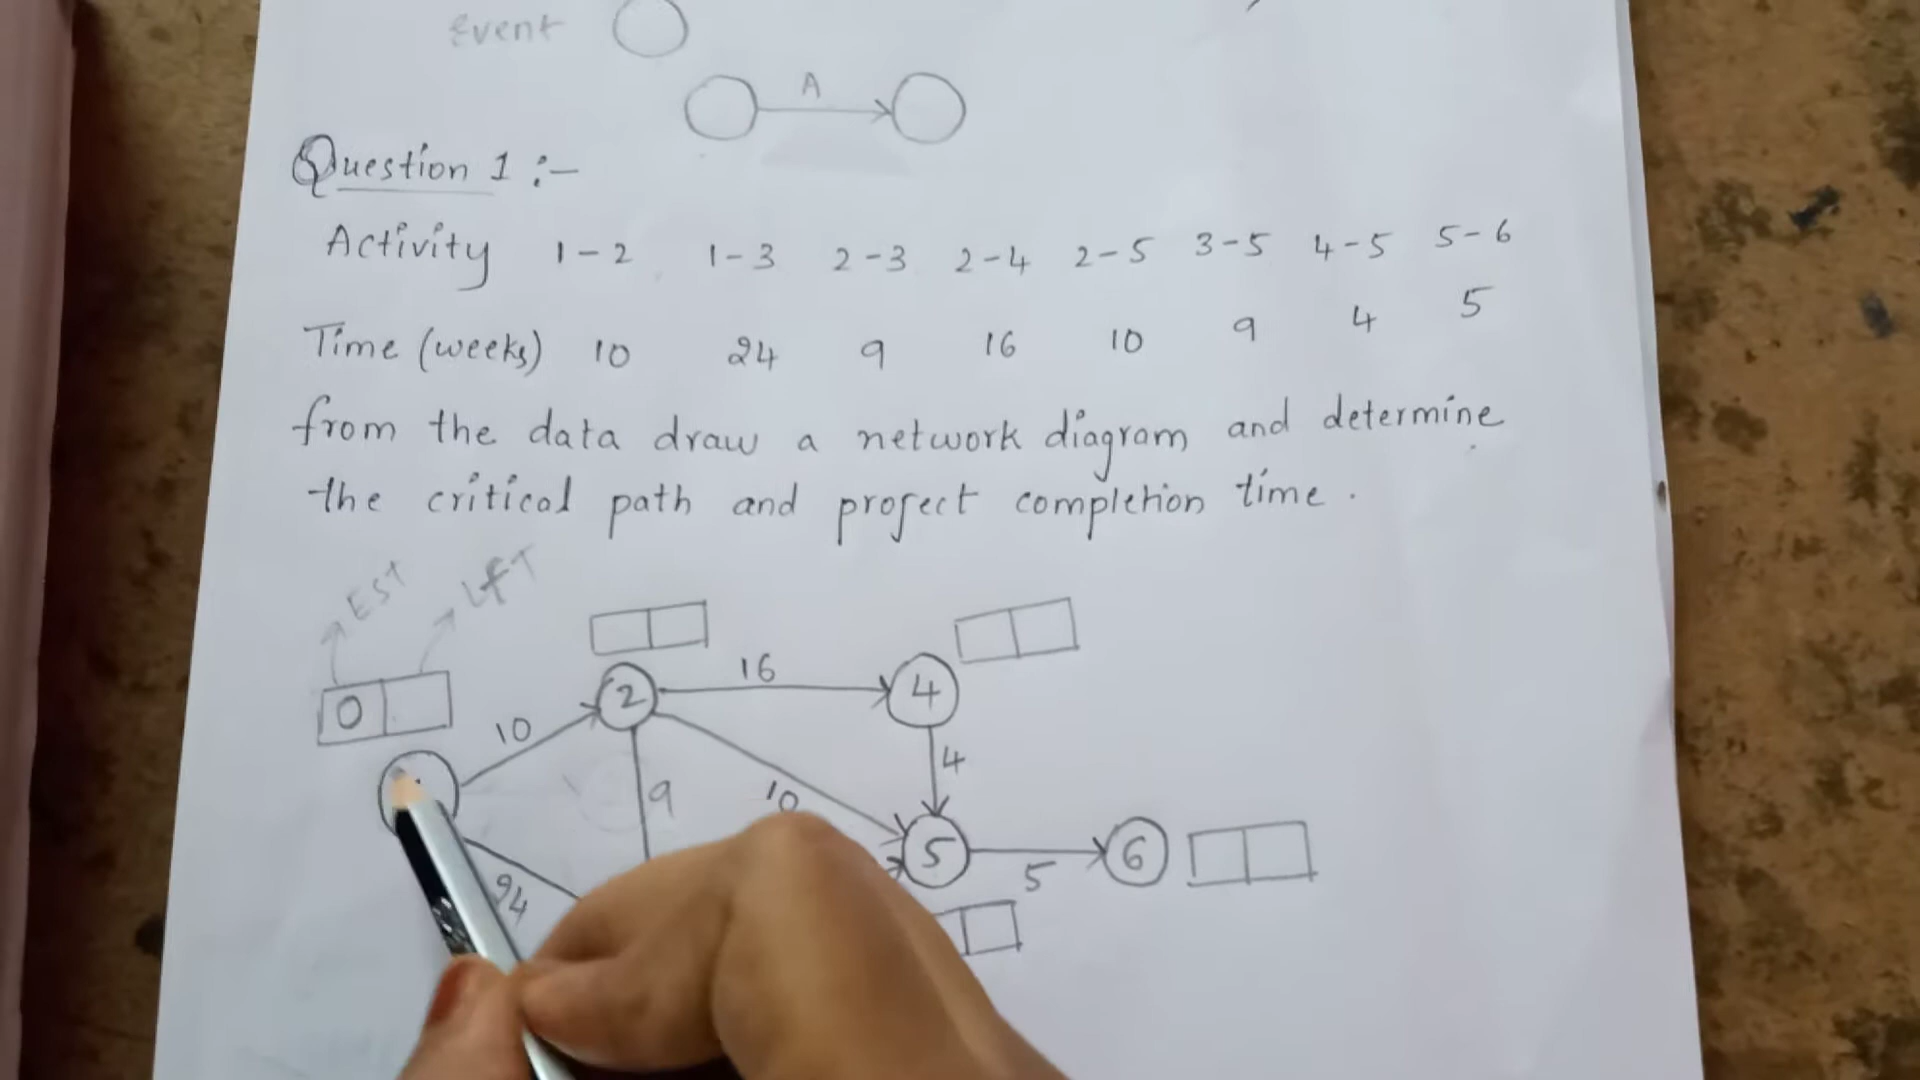 Event
A
Question 1 :-
Activity 1-2 1-3 2-3 2-4 2-5 3-5 4-5 5-6
Time (weeks) 10 24 9 16 10 9 4 5
from the data draw a network diagram and determine
the critical path and project completion time .
EST LFT
0
10 2 16 4
9 10 4
24 5 5 6